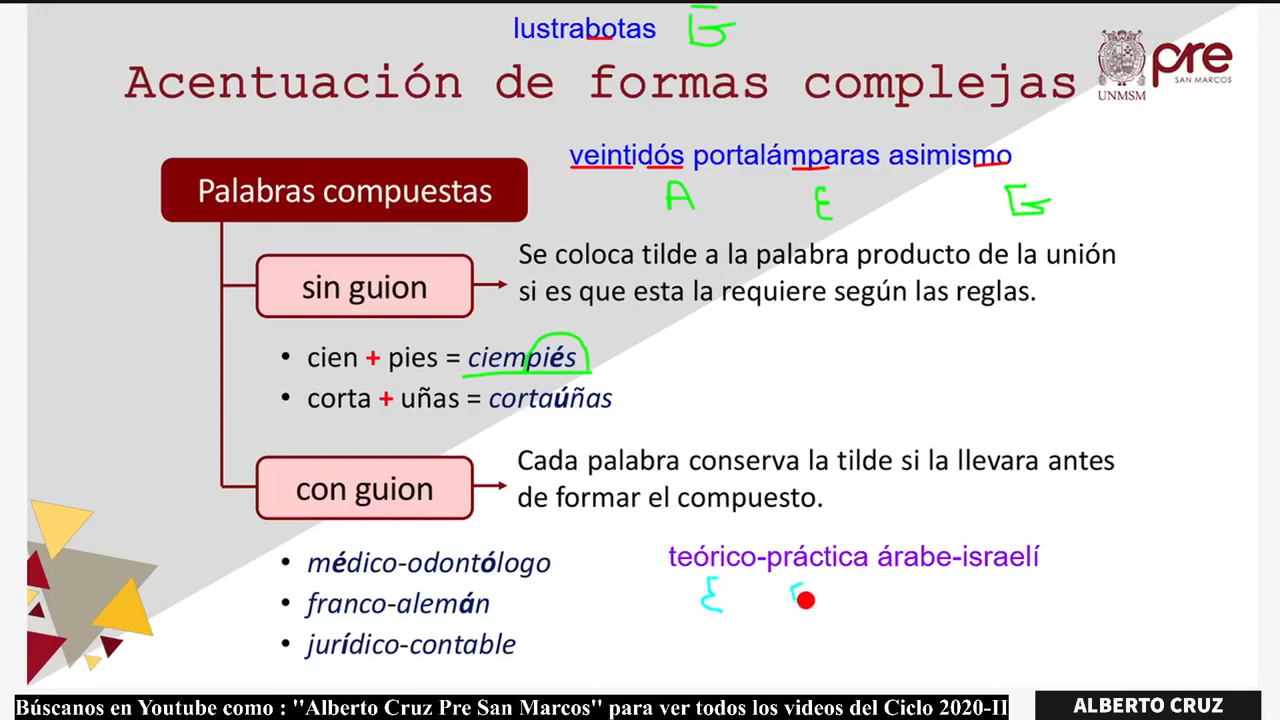 lustrabotas G
Acentuación de formas complejas
UNMSM
pre
SAN MARCOS
veintidós portalámparas asimismo
A E G
Palabras compuestas
sin guion
Se coloca tilde a la palabra producto de la unión
si es que esta la requiere según las reglas.
• cien + pies = ciempiés
• corta + uñas = cortaúñas
con guion
Cada palabra conserva la tilde si la llevara antes
de formar el compuesto.
• médico-odontólogo
• franco-alemán
• jurídico-contable
teórico-práctica árabe-israelí
E
Búscanos en Youtube como : "Alberto Cruz Pre San Marcos" para ver todos los videos del Ciclo 2020-II
ALBERTO CRUZ